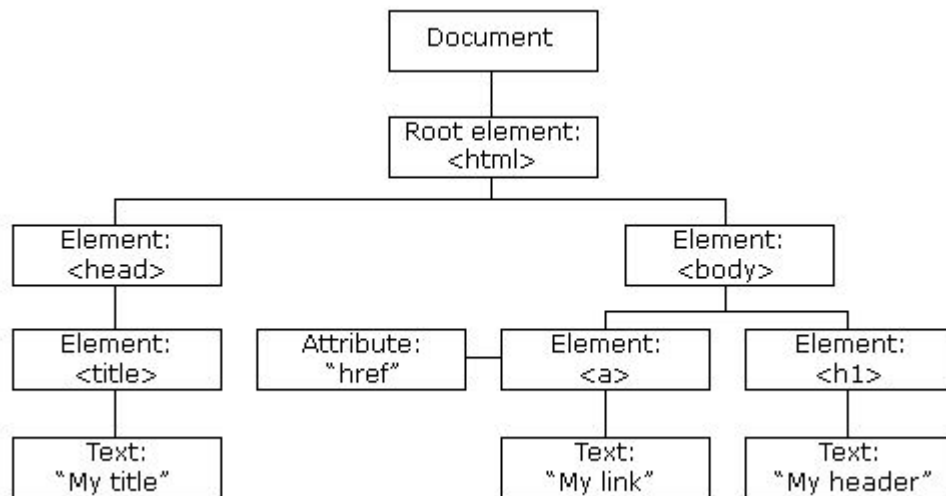 Document
Root element:
<html>
Element:
<head>
Element:
<body>
Element:
<title>
Attribute:
“href”
Element:
<a>
Element:
<h1>
Text:
“My title”
Text:
“My link”
Text:
“My header”